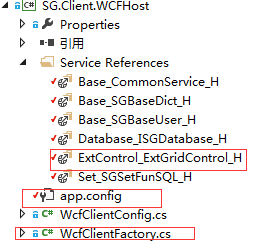 C# SG.Client.WCFHost
Properties
引用
Service References
Base_CommonService_H
Base_SGBaseDict_H
Base_SGBaseUser_H
Database_ISGDatabase_H
ExtControl_ExtGridControl_H
Set_SGSetFunSQL_H
app.config
WcfClientConfig.cs
WcfClientFactory.cs